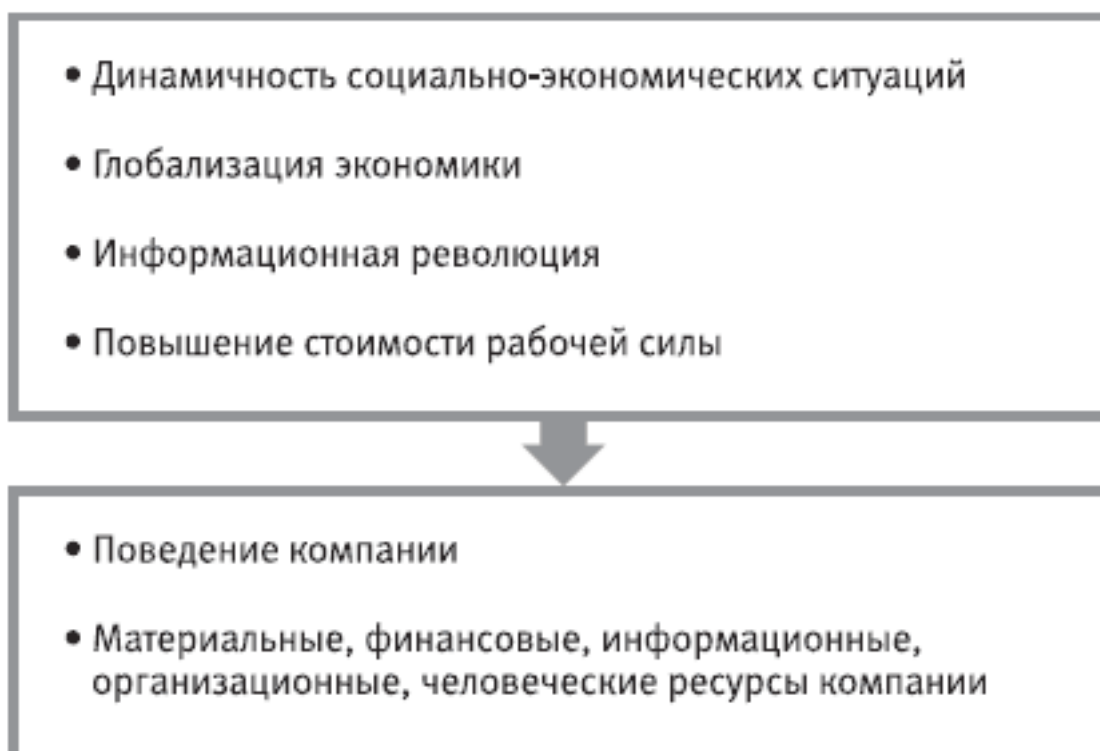 • Динамичность социально-экономических ситуаций
• Глобализация экономики
• Информационная революция
• Повышение стоимости рабочей силы
• Поведение компании
• Материальные, финансовые, информационные,
организационные, человеческие ресурсы компании